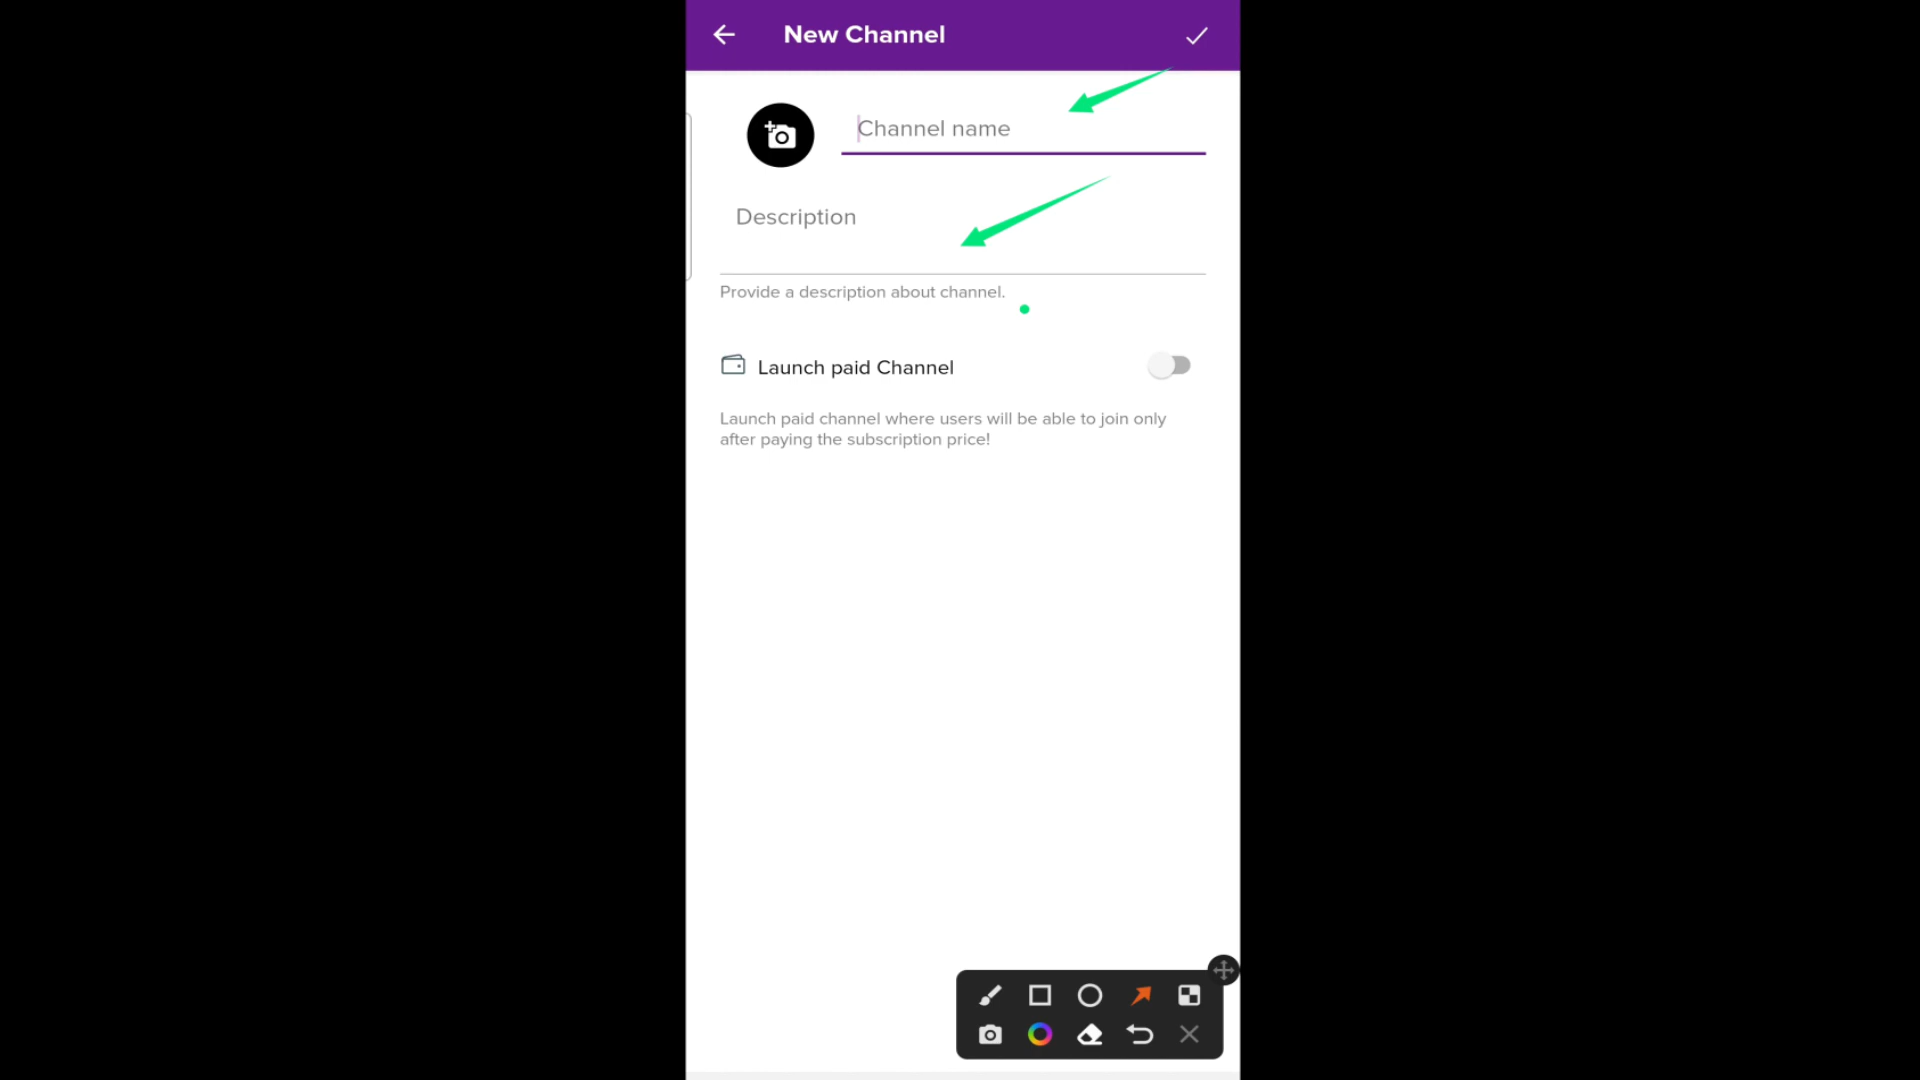 New Channel
Channel name
Description
Provide a description about channel.
Launch paid Channel
Launch paid channel where users will be able to join only
after paying the subscription price!